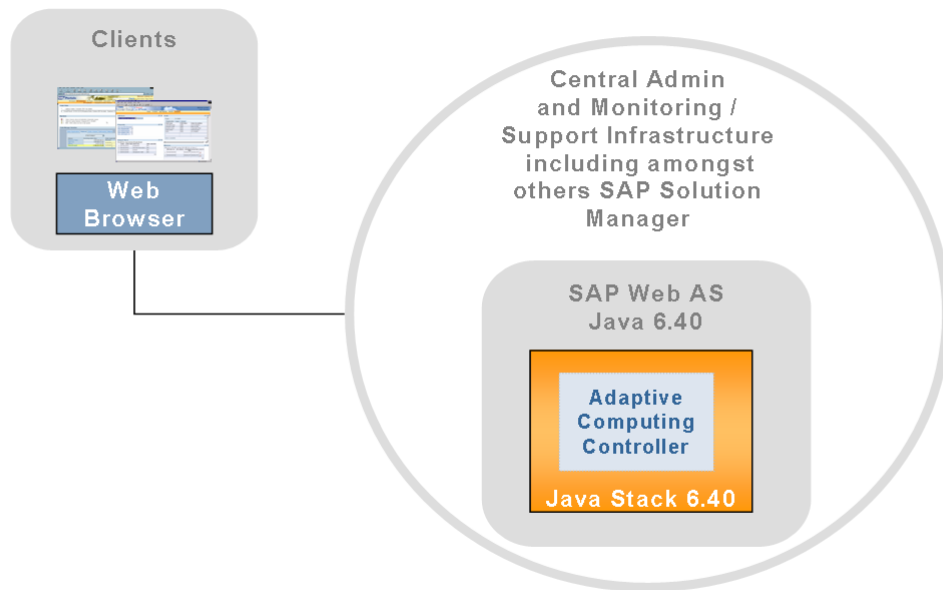 Clients
Web
Browser
Central Admin
and Monitoring /
Support Infrastructure
including amongst
others SAP Solution
Manager
SAP Web AS
Java 6.40
Adaptive
Computing
Controller
Java Stack 6.40